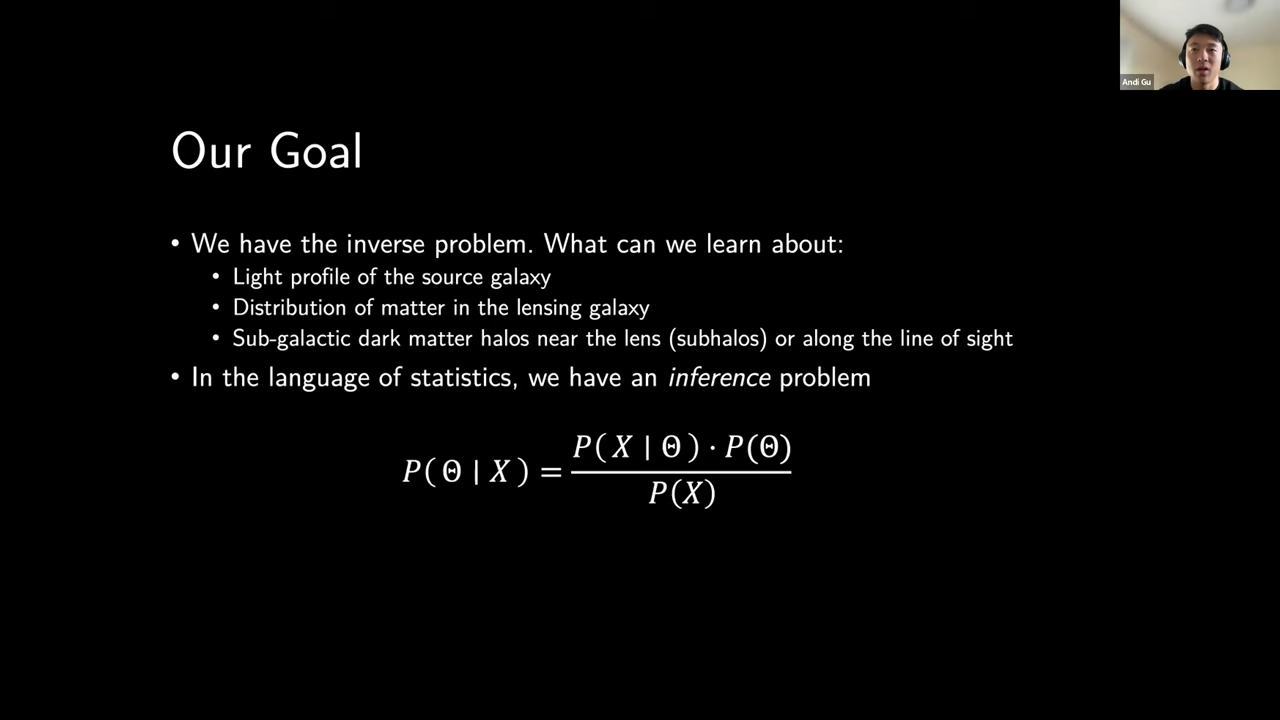 Andi Gu
Our Goal
• We have the inverse problem. What can we learn about:
• Light profile of the source galaxy
• Distribution of matter in the lensing galaxy
• Sub-galactic dark matter halos near the lens (subhalos) or along the line of sight
• In the language of statistics, we have an inference problem
P(Θ | X) = P(X | Θ) · P(Θ) / P(X)